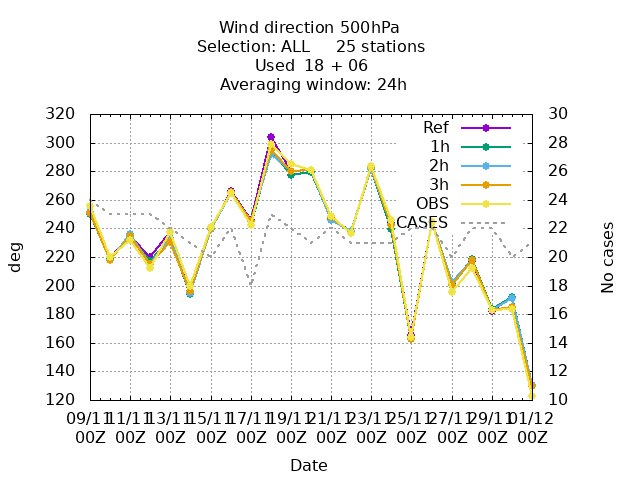 Wind direction 500hPa
Selection: ALL 25 stations
Used 18 + 06
Averaging window: 24h
320 30
300 28
280 26
260 24
240 22
220 20
200 18
180 16
160 14
140 12
120 10
Ref
1h
2h
3h
OBS
CASES
deg
No cases
09/11 11/11 13/11 15/11 17/11 19/11 21/11 23/11 25/11 27/11 29/11 01/12
00Z 00Z 00Z 00Z 00Z 00Z 00Z 00Z 00Z 00Z 00Z 00Z
Date